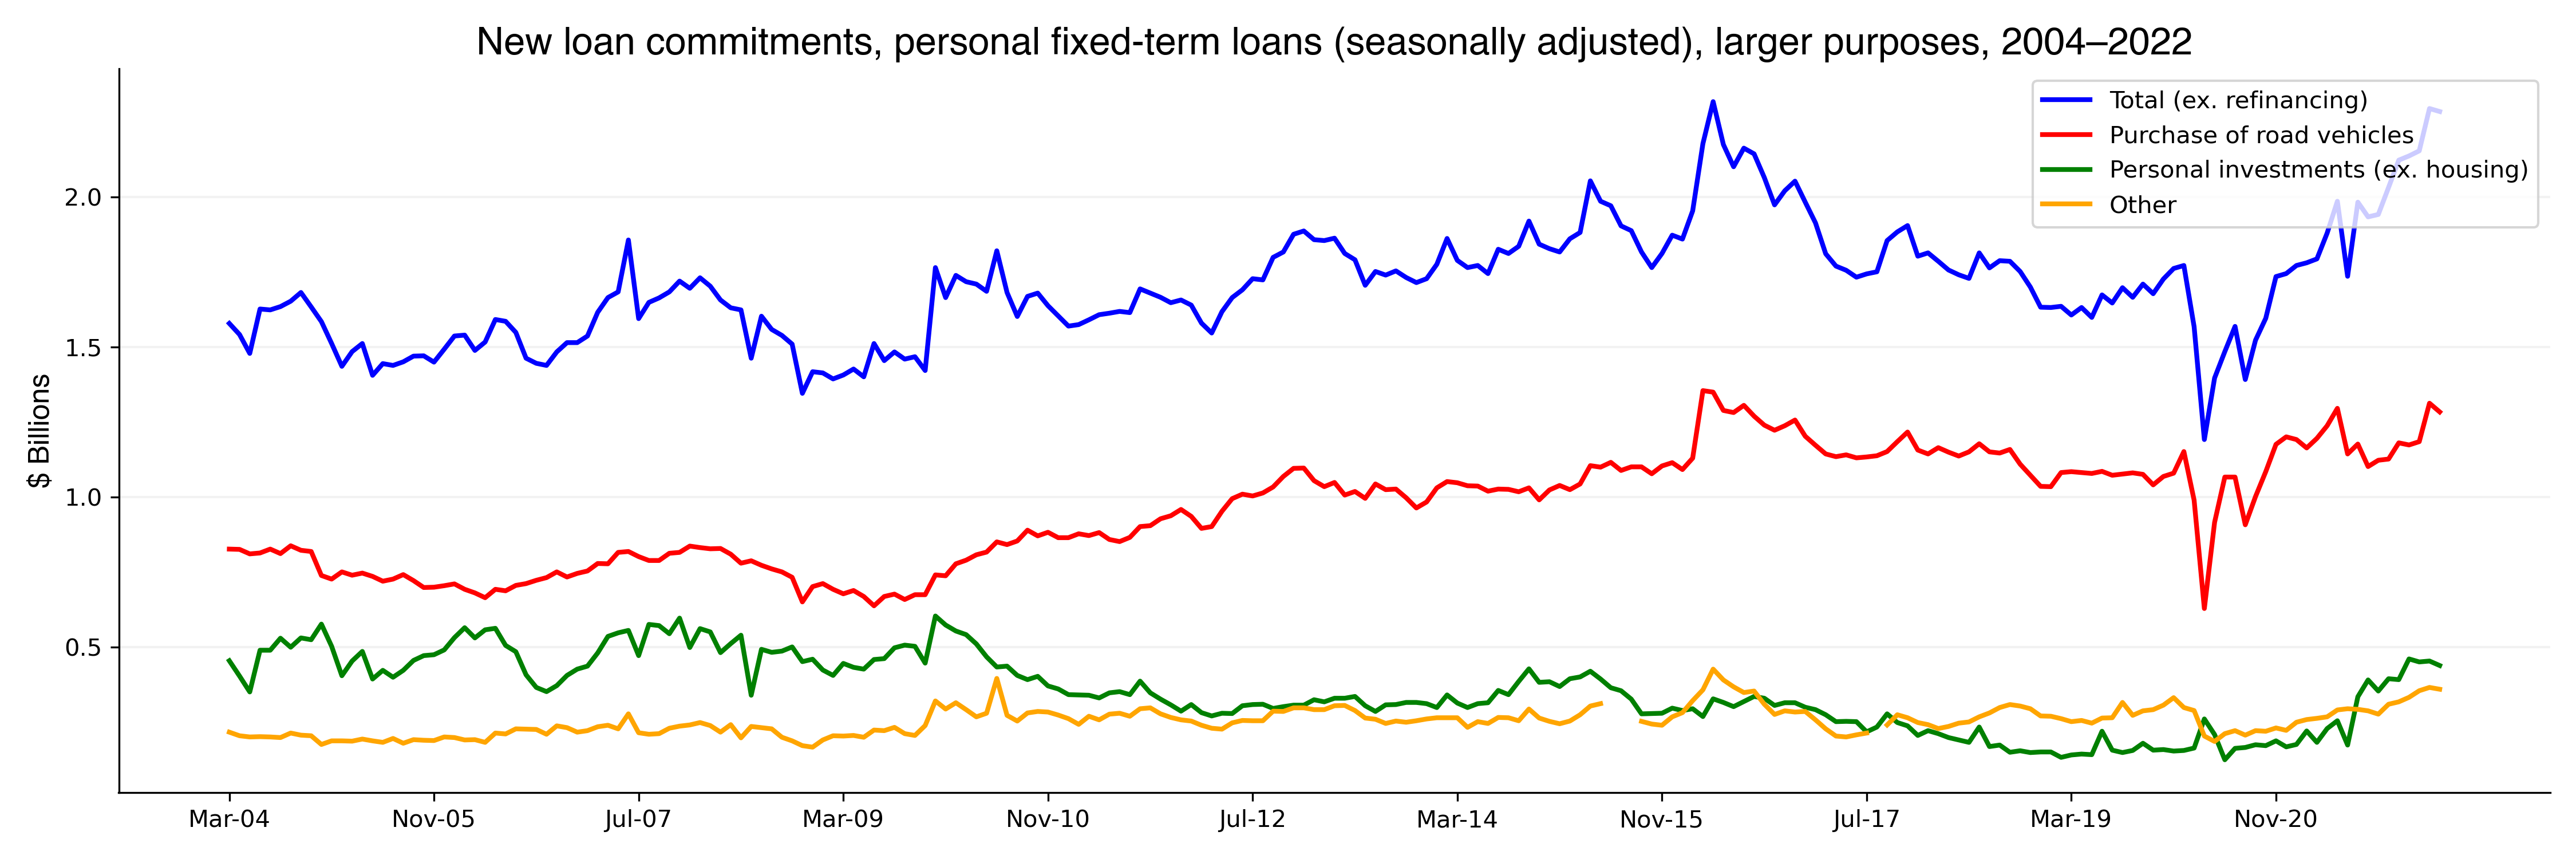 New loan commitments, personal fixed-term loans (seasonally adjusted), larger purposes, 2004–2022
Total (ex. refinancing)
Purchase of road vehicles
Personal investments (ex. housing)
Other
$ Billions
2.0
1.5
1.0
0.5
Mar-04
Nov-05
Jul-07
Mar-09
Nov-10
Jul-12
Mar-14
Nov-15
Jul-17
Mar-19
Nov-20